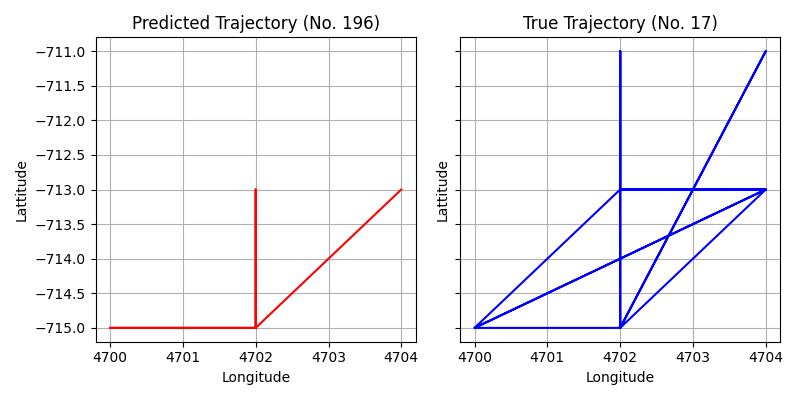 Predicted Trajectory (No. 196)
True Trajectory (No. 17)
−711.0
−711.5
−712.0
−712.5
−713.0
−713.5
−714.0
−714.5
−715.0
Lattitude
Lattitude
4700 4701 4702 4703 4704
4700 4701 4702 4703 4704
Longitude
Longitude